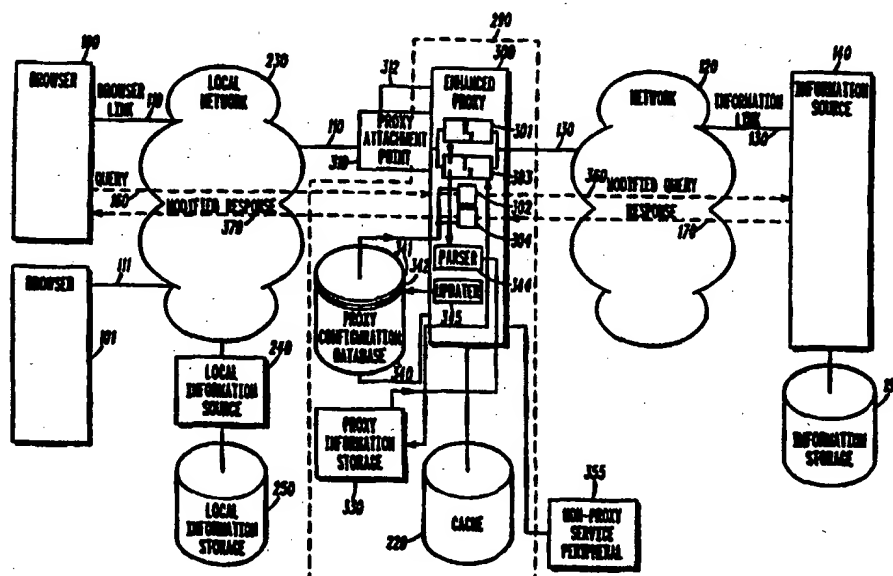 290
100
230
300
120
140
312
BROWSER
LOCAL
NETWORK
ENHANCED
PROXY
NETWORK
INFORMATION
SOURCE
BROWSER
LINK
110
110
PROXY
ATTACHMENT
POINT
310
301
130
INFORMATION
LINK
130
303
QUERY
160
360
MODIFIED QUERY
302
MODIFIED RESPONSE
370
RESPONSE
170
304
341
342
PARSER
344
111
BROWSER
101
UPDATER
345
PROXY
CONFIGURATION
DATABASE
340
240
LOCAL
INFORMATION
SOURCE
INFORMATION
STORAGE
PROXY
INFORMATION
STORAGE
330
250
LOCAL
INFORMATION
STORAGE
CACHE
220
355
NON-PROXY
SERVICE
PERIPHERAL